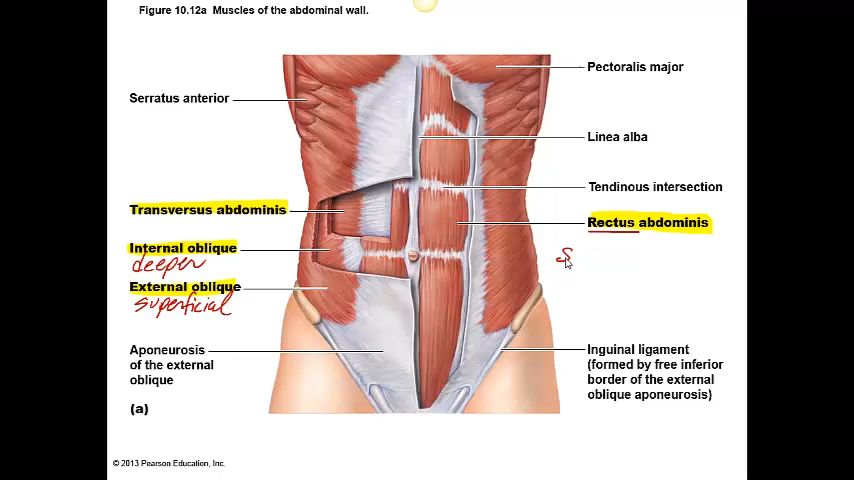 Figure 10.12a Muscles of the abdominal wall.
Serratus anterior
Transversus abdominis
Internal oblique
deeper
External oblique
superficial
Aponeurosis
of the external
oblique
(a)
Pectoralis major
Linea alba
Tendinous intersection
Rectus abdominis
Inguinal ligament
(formed by free inferior
border of the external
oblique aponeurosis)
© 2013 Pearson Education, Inc.